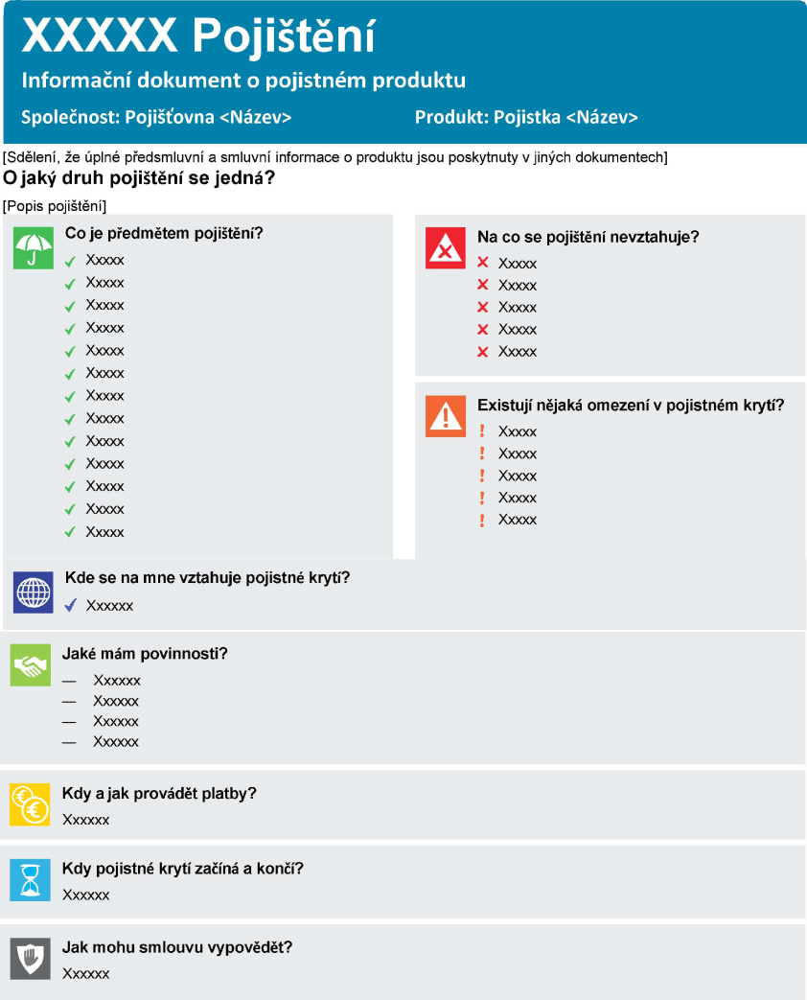 XXXXX Pojištění
Informační dokument o pojistném produktu
Společnost: Pojišťovna <Název>
Produkt: Pojistka <Název>
[Sdělení, že úplné předsmluvní a smluvní informace o produktu jsou poskytnuty v jiných dokumentech]
O jaký druh pojištění se jedná?
[Popis pojištění]
Co je předmětem pojištění?
✓ Xxxxx
✓ Xxxxx
✓ Xxxxx
✓ Xxxxx
✓ Xxxxx
✓ Xxxxx
✓ Xxxxx
✓ Xxxxx
✓ Xxxxx
✓ Xxxxx
✓ Xxxxx
✓ Xxxxx
✓ Xxxxx
Na co se pojištění nevztahuje?
✗ Xxxxx
✗ Xxxxx
✗ Xxxxx
✗ Xxxxx
✗ Xxxxx
Existují nějaká omezení v pojistném krytí?
! Xxxxx
! Xxxxx
! Xxxxx
! Xxxxx
! Xxxxx
Kde se na mne vztahuje pojistné krytí?
✓ Xxxxxx
Jaké mám povinnosti?
— Xxxxxx
— Xxxxxx
— Xxxxxx
— Xxxxxx
Kdy a jak provádět platby?
Xxxxxx
Kdy pojistné krytí začíná a končí?
Xxxxxx
Jak mohu smlouvu vypovědět?
Xxxxxx